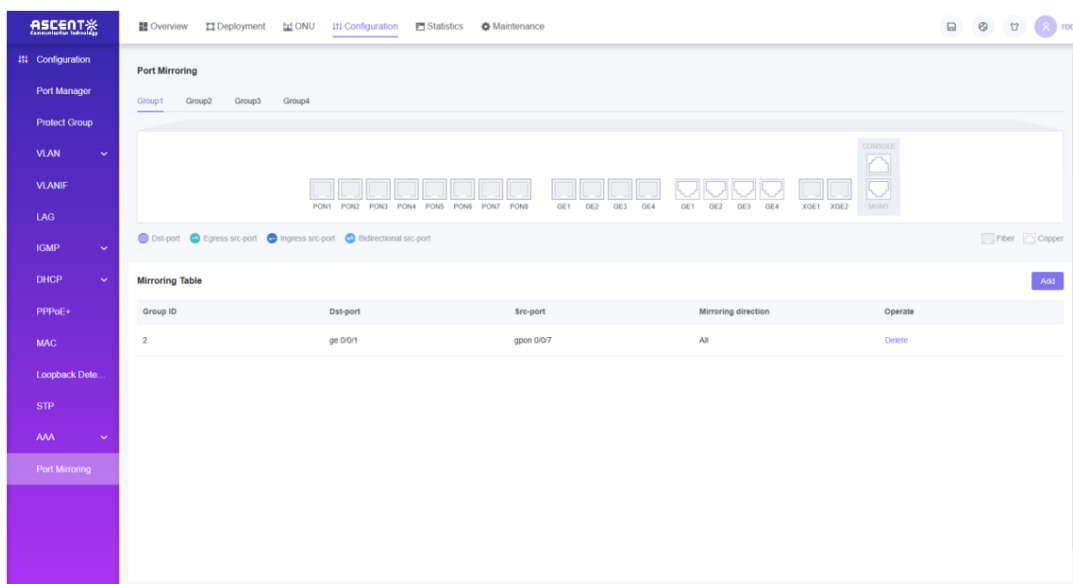 ASCENT
Communication Technology
Overview Deployment ONU Configuration Statistics Maintenance
roo
Configuration
Port Manager
Protect Group
VLAN
VLANIF
LAG
IGMP
DHCP
PPPoE+
MAC
Loopback Dete...
STP
AAA
Port Mirroring
Port Mirroring
Group1 Group2 Group3 Group4
CONSOLE
PON1 PON2 PON3 PON4 PON5 PON6 PON7 PON8 GE1 GE2 GE3 GE4 GE1 GE2 GE3 GE4 XGE1 XGE2 MGMT
Dst-port Egress src-port Ingress src-port Bidirectional src-port Fiber Copper
Mirroring Table Add
Group ID Dst-port Src-port Mirroring direction Operate
2 ge 0/0/1 gpon 0/0/7 All Delete